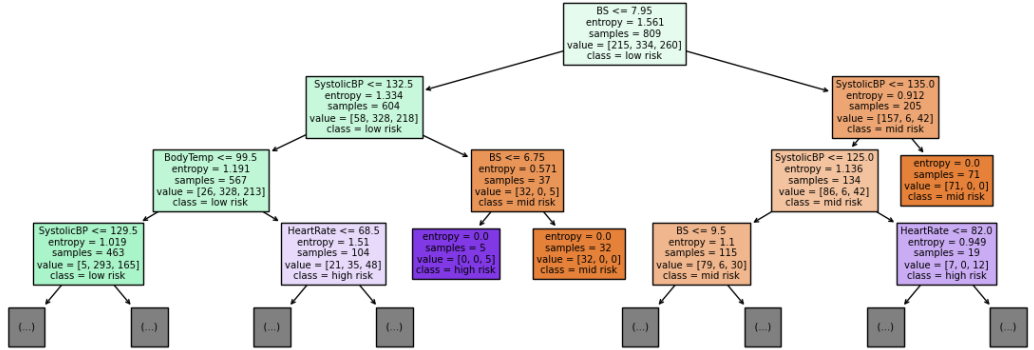 BS <= 7.95
entropy = 1.561
samples = 809
value = [215, 334, 260]
class = low risk
SystolicBP <= 132.5
entropy = 1.334
samples = 604
value = [58, 328, 218]
class = low risk
SystolicBP <= 135.0
entropy = 0.912
samples = 205
value = [157, 6, 42]
class = mid risk
BodyTemp <= 99.5
entropy = 1.191
samples = 567
value = [26, 328, 213]
class = low risk
BS <= 6.75
entropy = 0.571
samples = 37
value = [32, 0, 5]
class = mid risk
SystolicBP <= 125.0
entropy = 1.136
samples = 134
value = [86, 6, 42]
class = mid risk
entropy = 0.0
samples = 71
value = [71, 0, 0]
class = mid risk
SystolicBP <= 129.5
entropy = 1.019
samples = 463
value = [5, 293, 165]
class = low risk
HeartRate <= 68.5
entropy = 1.51
samples = 104
value = [21, 35, 48]
class = high risk
entropy = 0.0
samples = 5
value = [0, 0, 5]
class = high risk
entropy = 0.0
samples = 32
value = [32, 0, 0]
class = mid risk
BS <= 9.5
entropy = 1.1
samples = 115
value = [79, 6, 30]
class = mid risk
HeartRate <= 82.0
entropy = 0.949
samples = 19
value = [7, 0, 12]
class = high risk
(...)
(...)
(...)
(...)
(...)
(...)
(...)
(...)